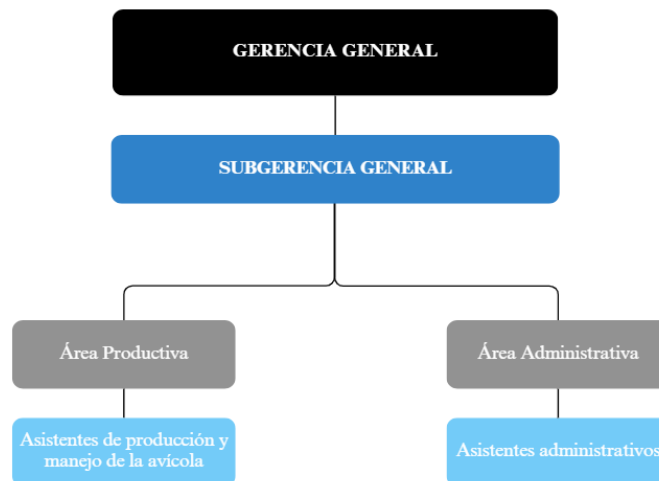 GERENCIA GENERAL
SUBGERENCIA GENERAL
Área Productiva
Área Administrativa
Asistentes de producción y
manejo de la avícola
Asistentes administrativos